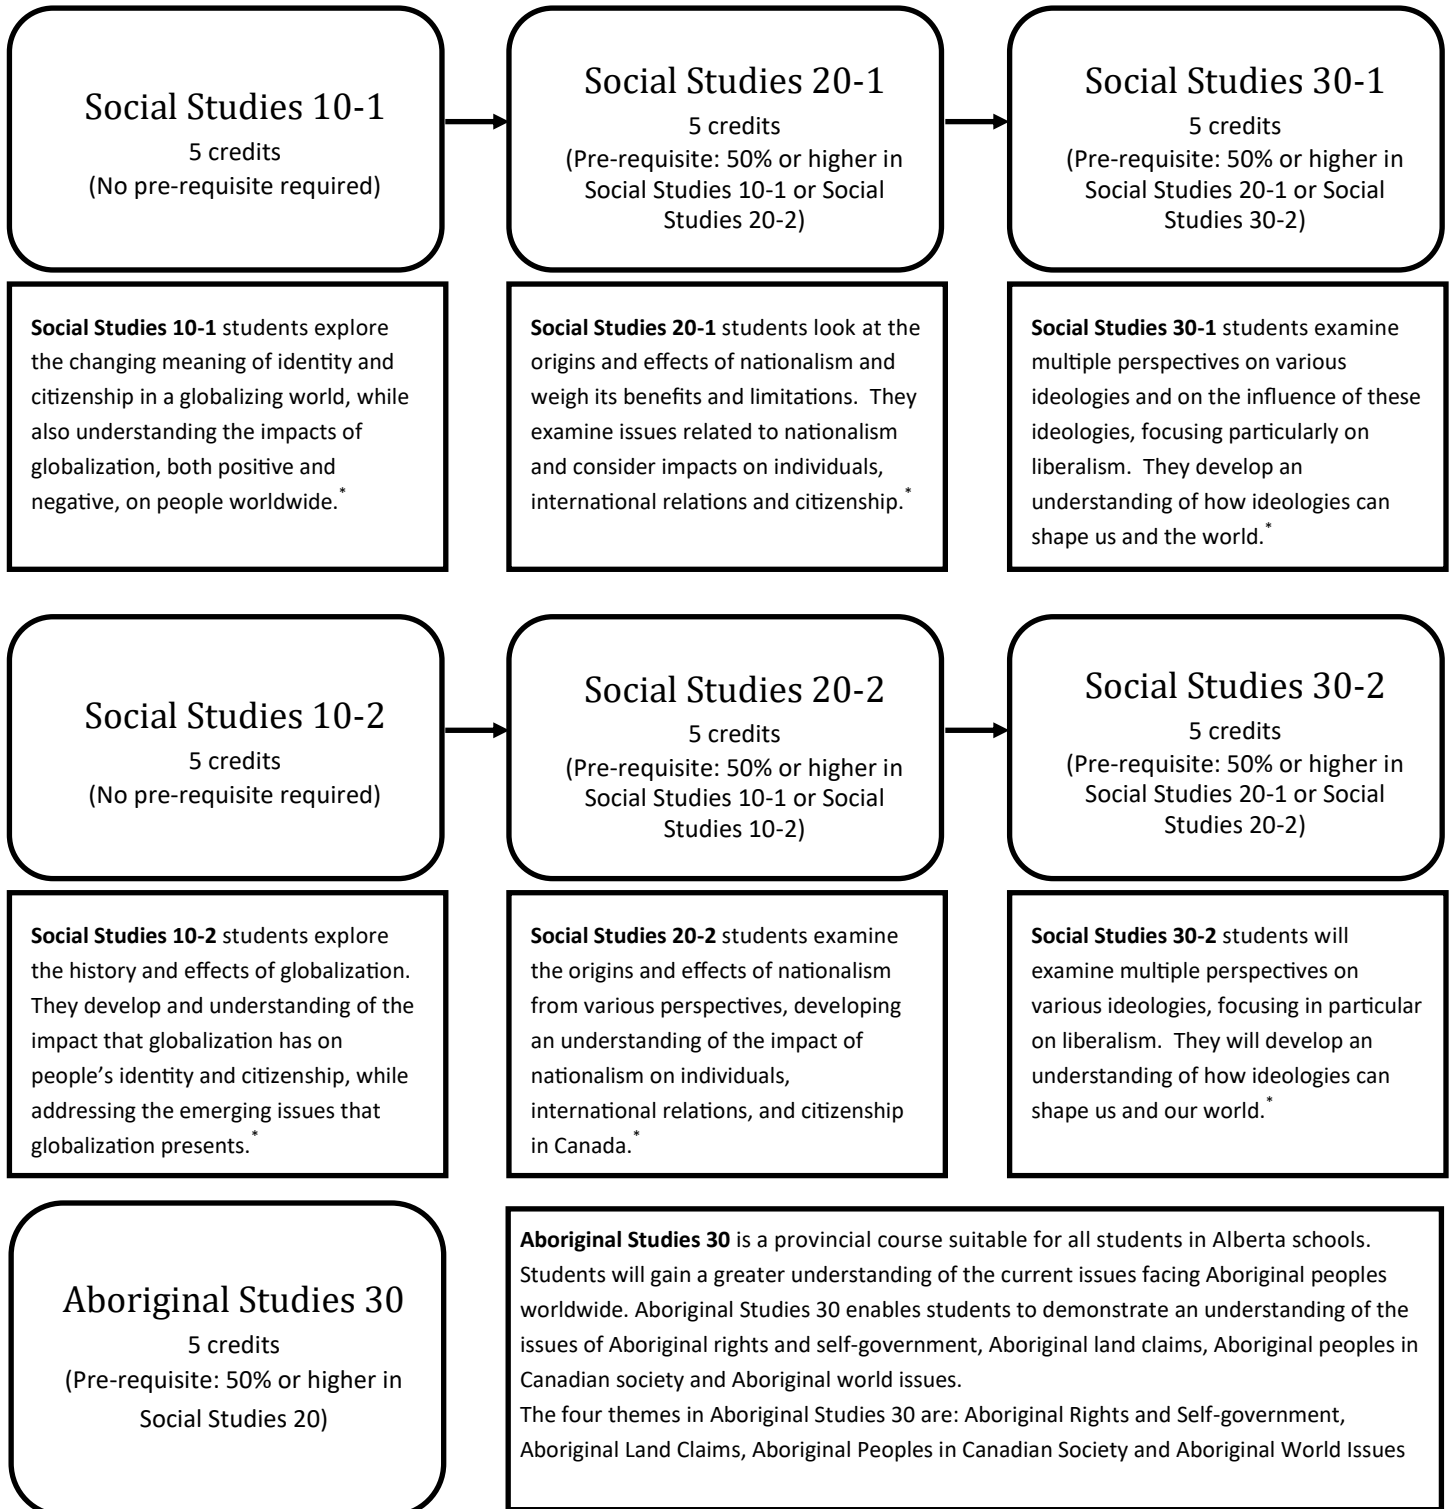 Social Studies 10-1
5 credits
(No pre-requisite required)
Social Studies 20-1
5 credits
(Pre-requisite: 50% or higher in
Social Studies 10-1 or Social
Studies 20-2)
Social Studies 30-1
5 credits
(Pre-requisite: 50% or higher in
Social Studies 20-1 or Social
Studies 30-2)
Social Studies 10-1 students explore
the changing meaning of identity and
citizenship in a globalizing world, while
also understanding the impacts of
globalization, both positive and
negative, on people worldwide.*
Social Studies 20-1 students look at the
origins and effects of nationalism and
weigh its benefits and limitations. They
examine issues related to nationalism
and consider impacts on individuals,
international relations and citizenship.*
Social Studies 30-1 students examine
multiple perspectives on various
ideologies and on the influence of these
ideologies, focusing particularly on
liberalism. They develop an
understanding of how ideologies can
shape us and the world.*
Social Studies 10-2
5 credits
(No pre-requisite required)
Social Studies 20-2
5 credits
(Pre-requisite: 50% or higher in
Social Studies 10-1 or Social
Studies 10-2)
Social Studies 30-2
5 credits
(Pre-requisite: 50% or higher in
Social Studies 20-1 or Social
Studies 20-2)
Social Studies 10-2 students explore
the history and effects of globalization.
They develop and understanding of the
impact that globalization has on
people’s identity and citizenship, while
addressing the emerging issues that
globalization presents.*
Social Studies 20-2 students examine
the origins and effects of nationalism
from various perspectives, developing
an understanding of the impact of
nationalism on individuals,
international relations, and citizenship
in Canada.*
Social Studies 30-2 students will
examine multiple perspectives on
various ideologies, focusing in particular
on liberalism. They will develop an
understanding of how ideologies can
shape us and our world.*
Aboriginal Studies 30
5 credits
(Pre-requisite: 50% or higher in
Social Studies 20)
Aboriginal Studies 30 is a provincial course suitable for all students in Alberta schools.
Students will gain a greater understanding of the current issues facing Aboriginal peoples
worldwide. Aboriginal Studies 30 enables students to demonstrate an understanding of the
issues of Aboriginal rights and self-government, Aboriginal land claims, Aboriginal peoples in
Canadian society and Aboriginal world issues.
The four themes in Aboriginal Studies 30 are: Aboriginal Rights and Self-government,
Aboriginal Land Claims, Aboriginal Peoples in Canadian Society and Aboriginal World Issues